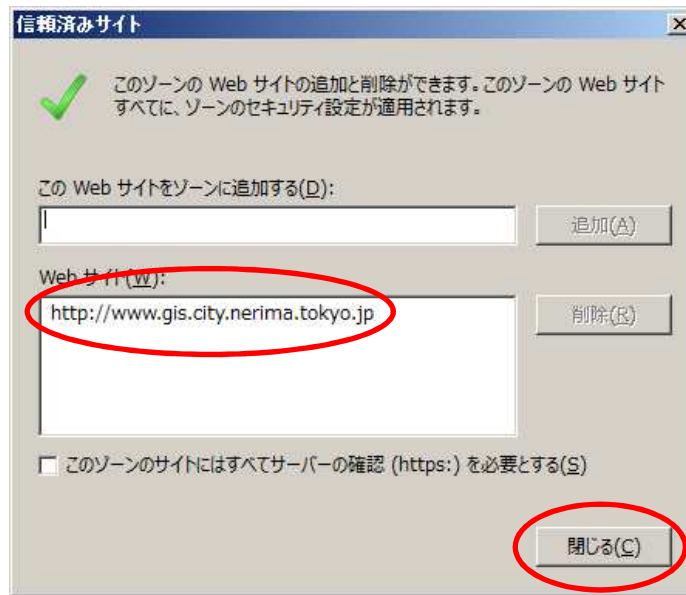 信頼済みサイト
このゾーンの Web サイトの追加と削除ができます。このゾーンの Web サイト
すべてに、ゾーンのセキュリティ設定が適用されます。
この Web サイトをゾーンに追加する(D):
追加(A)
Web サイト(W):
http://www.gis.city.nerima.tokyo.jp
削除(R)
このゾーンのサイトにはすべてサーバーの確認 (https:) を必要とする(S)
閉じる(C)